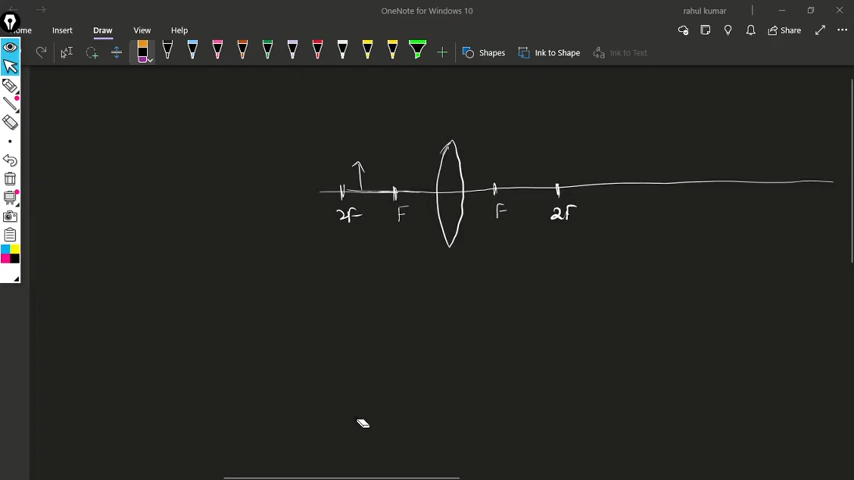 OneNote for Windows 10
rahul kumar
Home Insert Draw View Help
Share
Shapes
Ink to Shape
Ink to Text
2F F F 2F